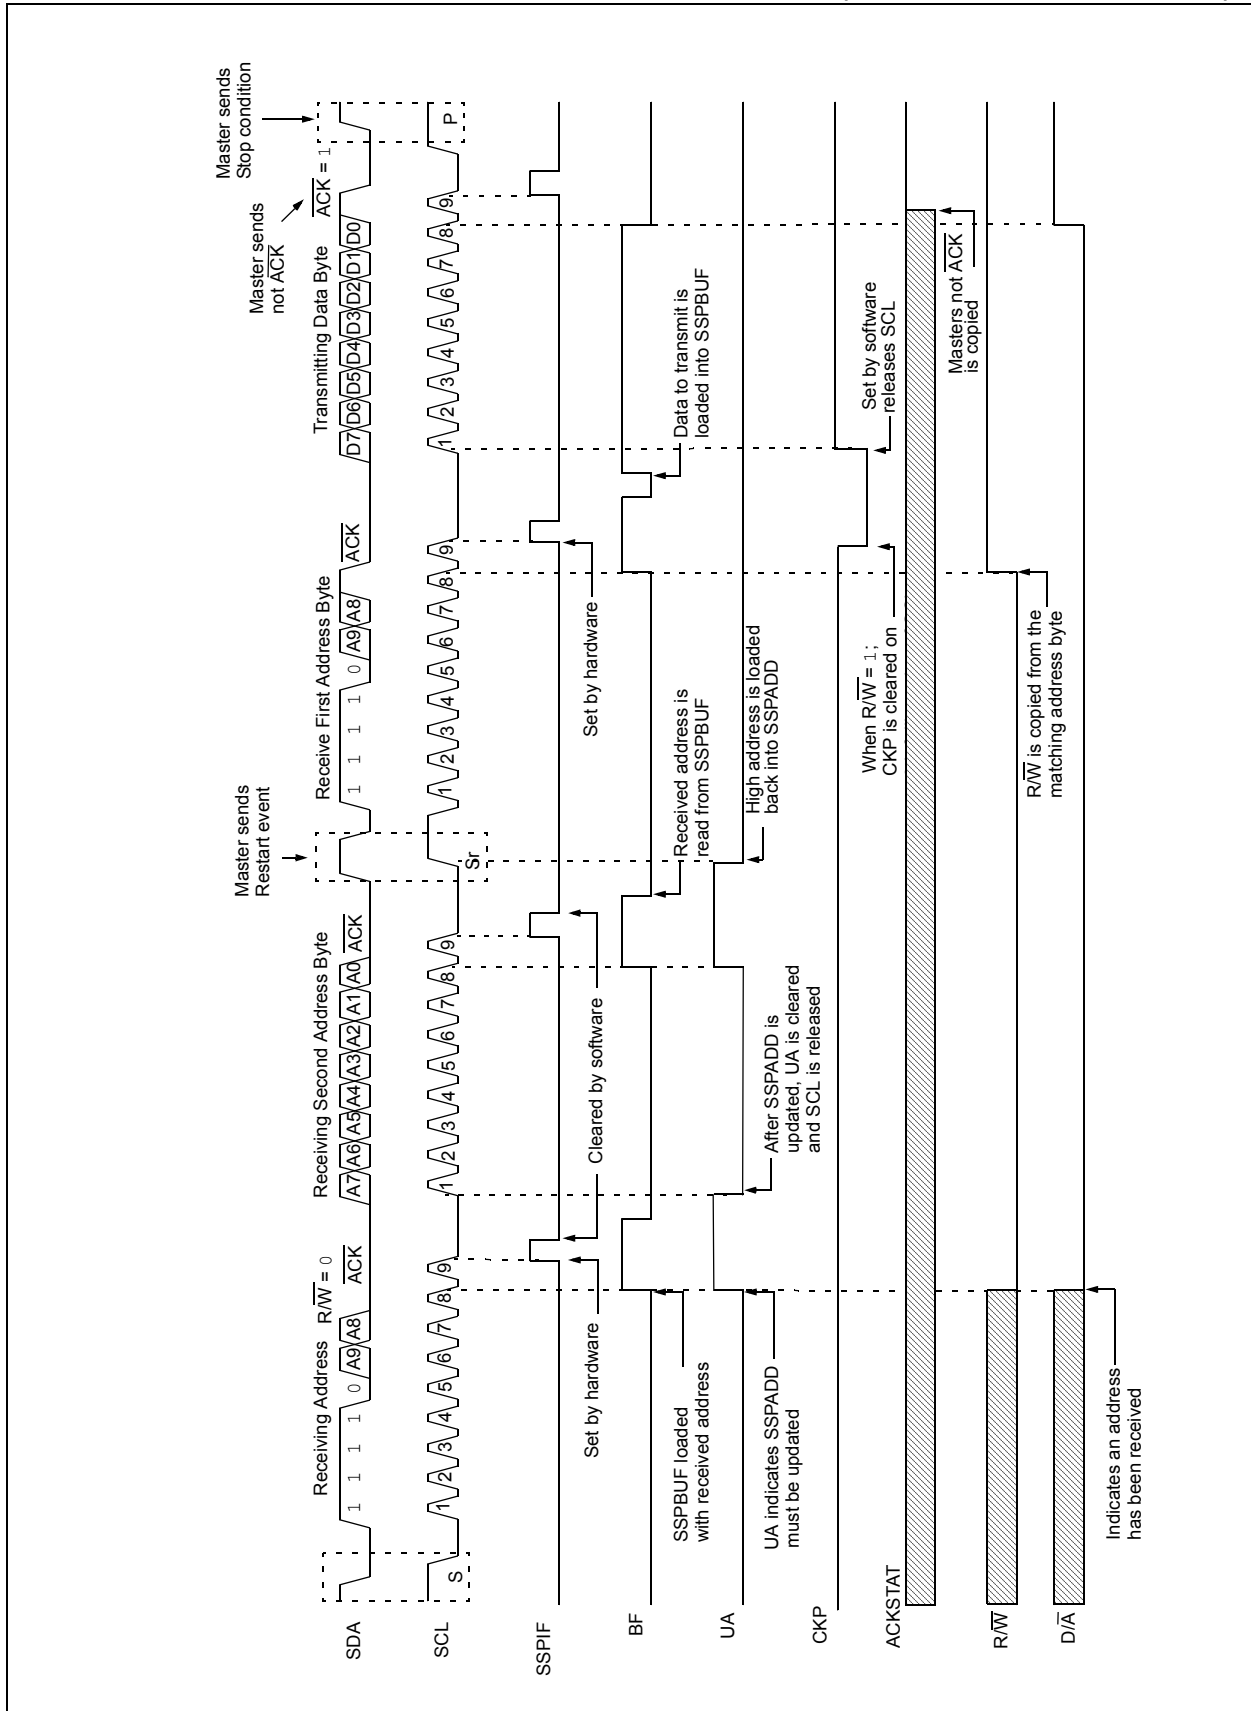 Master sends
Restart event
Master sends
not ACK
Master sends
Stop condition
Receiving Address R/W = 0
Receiving Second Address Byte
Receive First Address Byte
Transmitting Data Byte
ACK = 1
SDA
1 1 1 1 0 A9 A8 ACK
A7 A6 A5 A4 A3 A2 A1 A0 ACK
1 1 1 1 0 A9 A8 ACK
D7 D6 D5 D4 D3 D2 D1 D0
SCL
S
1 2 3 4 5 6 7 8 9
1 2 3 4 5 6 7 8 9
Sr
1 2 3 4 5 6 7 8 9
1 2 3 4 5 6 7 8 9
P
SSPIF
Set by hardware
Cleared by software
Set by hardware
BF
SSPBUF loaded
with received address
Received address is
read from SSPBUF
Data to transmit is
loaded into SSPBUF
UA
UA indicates SSPADD
must be updated
After SSPADD is
updated, UA is cleared
and SCL is released
High address is loaded
back into SSPADD
CKP
When R/W = 1;
CKP is cleared on
Set by software
releases SCL
ACKSTAT
Masters not ACK
is copied
R/W
R/W is copied from the
matching address byte
D/A
Indicates an address
has been received